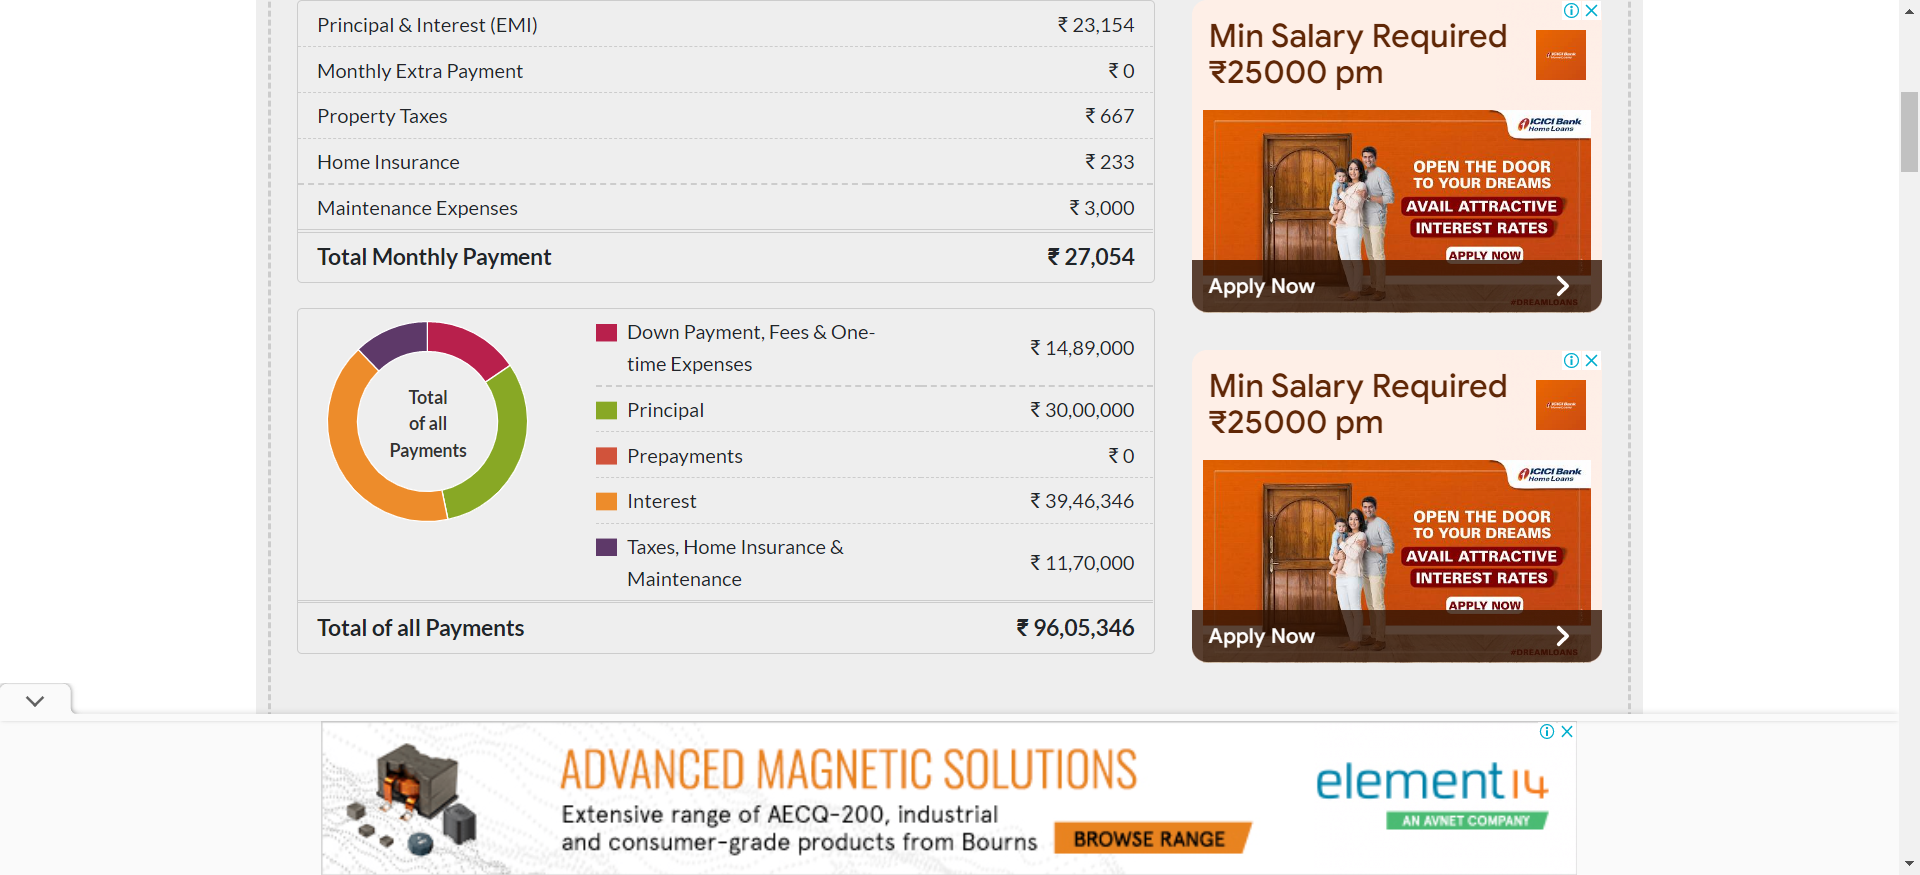 Principal & Interest (EMI) ₹ 23,154
Monthly Extra Payment ₹ 0
Property Taxes ₹ 667
Home Insurance ₹ 233
Maintenance Expenses ₹ 3,000
Total Monthly Payment ₹ 27,054
Total
of all
Payments
Down Payment, Fees & One-
time Expenses ₹ 14,89,000
Principal ₹ 30,00,000
Prepayments ₹ 0
Interest ₹ 39,46,346
Taxes, Home Insurance &
Maintenance ₹ 11,70,000
Total of all Payments ₹ 96,05,346
Min Salary Required
₹25000 pm
ICICI Bank
Home Loans
OPEN THE DOOR
TO YOUR DREAMS
AVAIL ATTRACTIVE
INTEREST RATES
APPLY NOW
Apply Now
#DREAMLOANS
Min Salary Required
₹25000 pm
ICICI Bank
Home Loans
OPEN THE DOOR
TO YOUR DREAMS
AVAIL ATTRACTIVE
INTEREST RATES
APPLY NOW
Apply Now
#DREAMLOANS
ADVANCED MAGNETIC SOLUTIONS
Extensive range of AECQ-200, industrial
and consumer-grade products from Bourns
BROWSE RANGE
element14
AN AVNET COMPANY